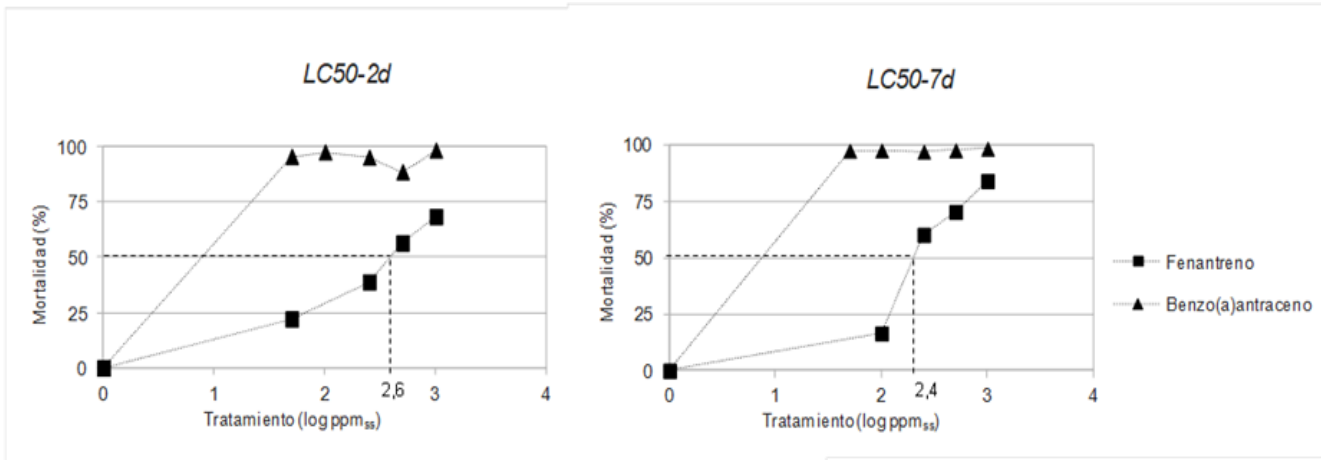 LC50-2d
100
75
50
25
0
Mortalidad (%)
0 1 2 2,6 3 4
Tratamiento (log ppmss)
LC50-7d
100
75
50
25
0
Mortalidad (%)
0 1 2 2,4 3 4
Tratamiento (log ppmss)
Fenantreno
Benzo(a)antraceno